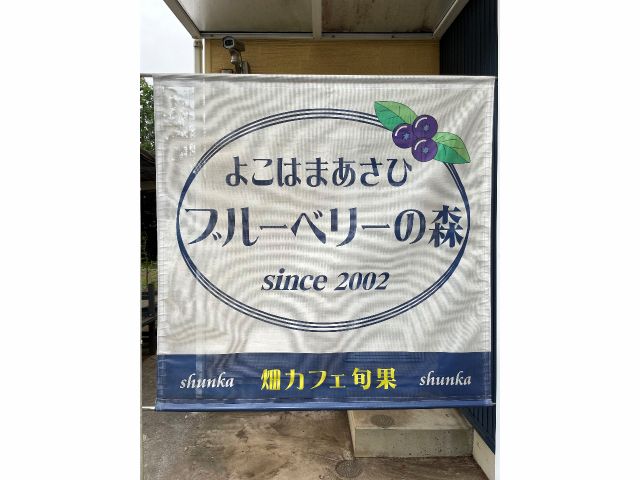 よこはまあさひ
ブルーベリーの森
since 2002
shunka 畑カフェ旬果 shunka